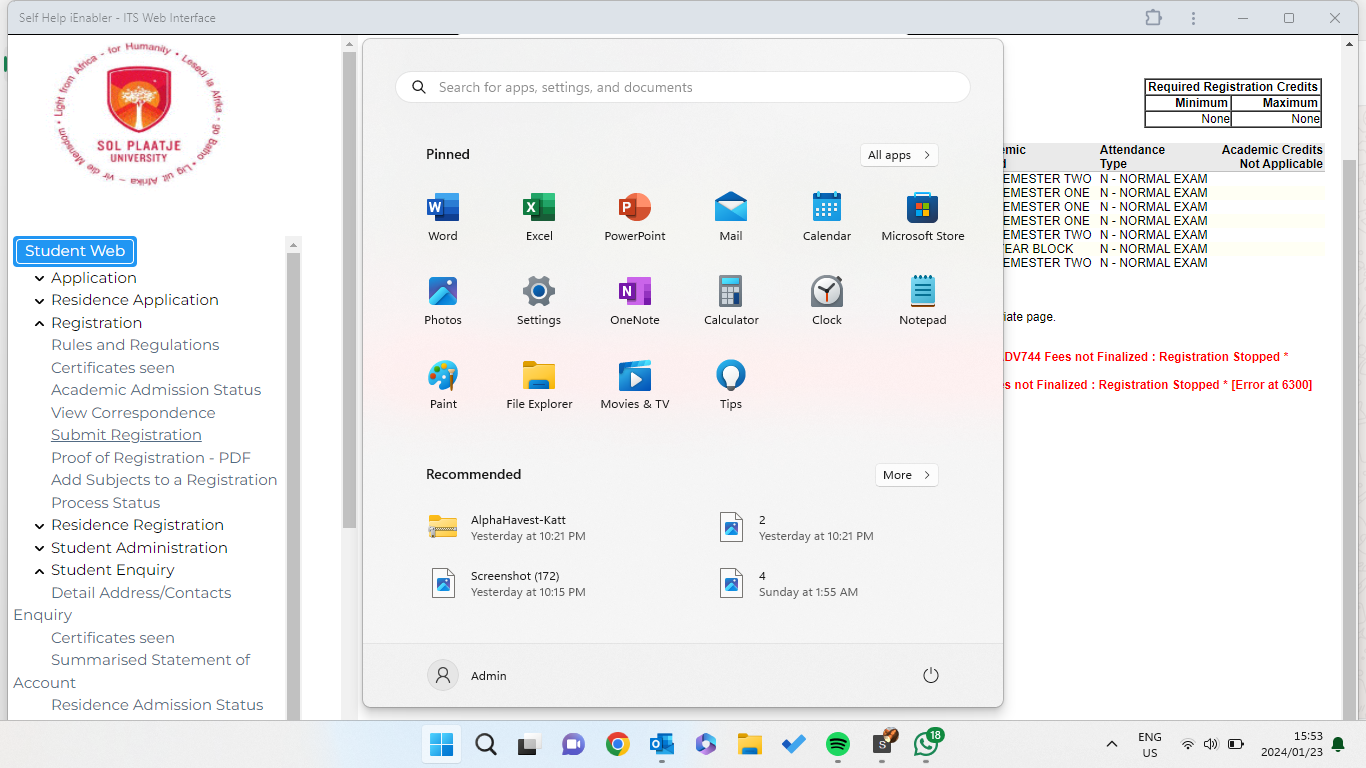 Self Help iEnabler - ITS Web Interface
Light from Africa - for Humanity • Lesedi la Afrika - go Batho • Lig uit Afrika - vir die Mensdom •
SOL PLAATJE
UNIVERSITY
Student Web
Application
Residence Application
Registration
Rules and Regulations
Certificates seen
Academic Admission Status
View Correspondence
Submit Registration
Proof of Registration - PDF
Add Subjects to a Registration
Process Status
Residence Registration
Student Administration
Student Enquiry
Detail Address/Contacts
Enquiry
Certificates seen
Summarised Statement of
Account
Residence Admission Status
Search for apps, settings, and documents
Pinned
All apps
Word Excel PowerPoint Mail Calendar Microsoft Store
Photos Settings OneNote Calculator Clock Notepad
Paint File Explorer Movies & TV Tips
Recommended
More
AlphaHavest-Katt
Yesterday at 10:21 PM
2
Yesterday at 10:21 PM
Screenshot (172)
Yesterday at 10:15 PM
4
Sunday at 1:55 AM
Admin
Required Registration Credits
Minimum Maximum
None None
mic Attendance Academic Credits
Type Not Applicable
EMESTER TWO N - NORMAL EXAM
EMESTER ONE N - NORMAL EXAM
EMESTER ONE N - NORMAL EXAM
EMESTER ONE N - NORMAL EXAM
EMESTER TWO N - NORMAL EXAM
EAR BLOCK N - NORMAL EXAM
EMESTER TWO N - NORMAL EXAM
iate page.
DV744 Fees not Finalized : Registration Stopped *
s not Finalized : Registration Stopped * [Error at 6300]
18
ENG
US
15:53
2024/01/23